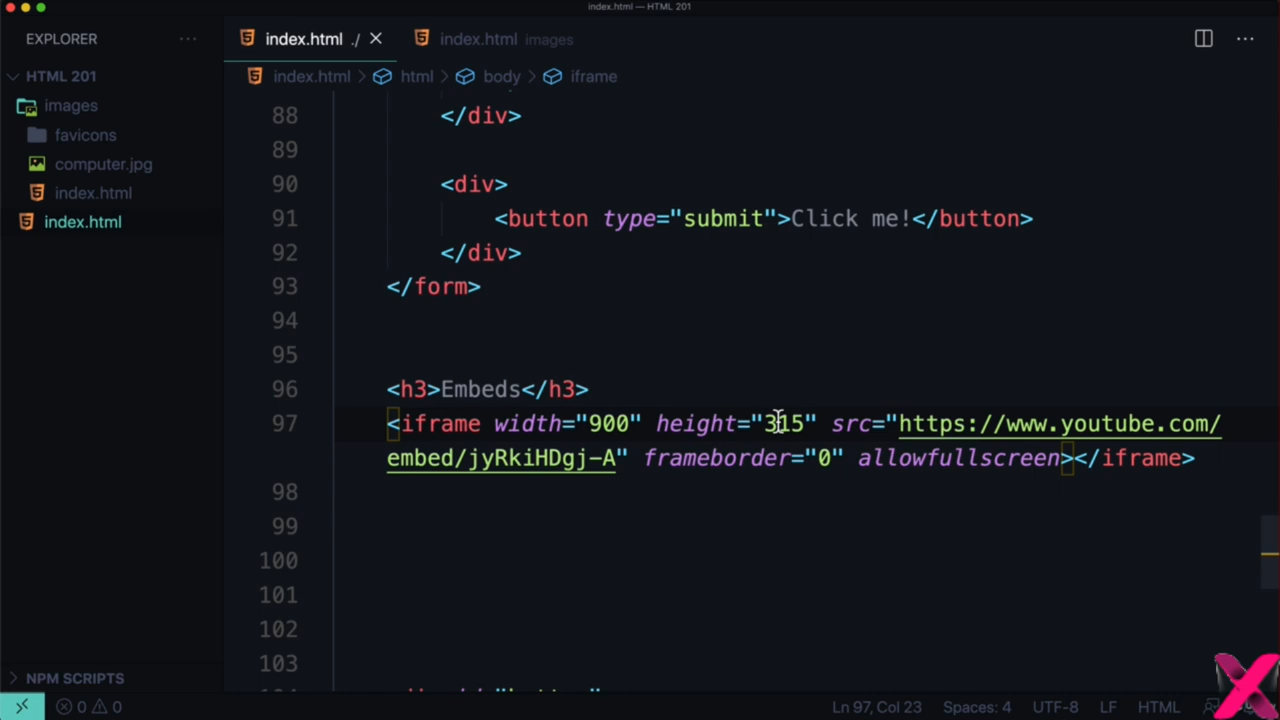 index.html — HTML 201
EXPLORER ···
index.html ./
index.html images
HTML 201
index.html > html > body > iframe
images
favicons
computer.jpg
index.html
index.html
88 </div>
89
90 <div>
91 <button type="submit">Click me!</button>
92 </div>
93 </form>
94
95
96 <h3>Embeds</h3>
97 <iframe width="900" height="315" src="https://www.youtube.com/
embed/jyRkiHDgj-A" frameborder="0" allowfullscreen></iframe>
98
99
100
101
102
103
NPM SCRIPTS
0 0 Ln 97, Col 23 Spaces: 4 UTF-8 LF HTML
X